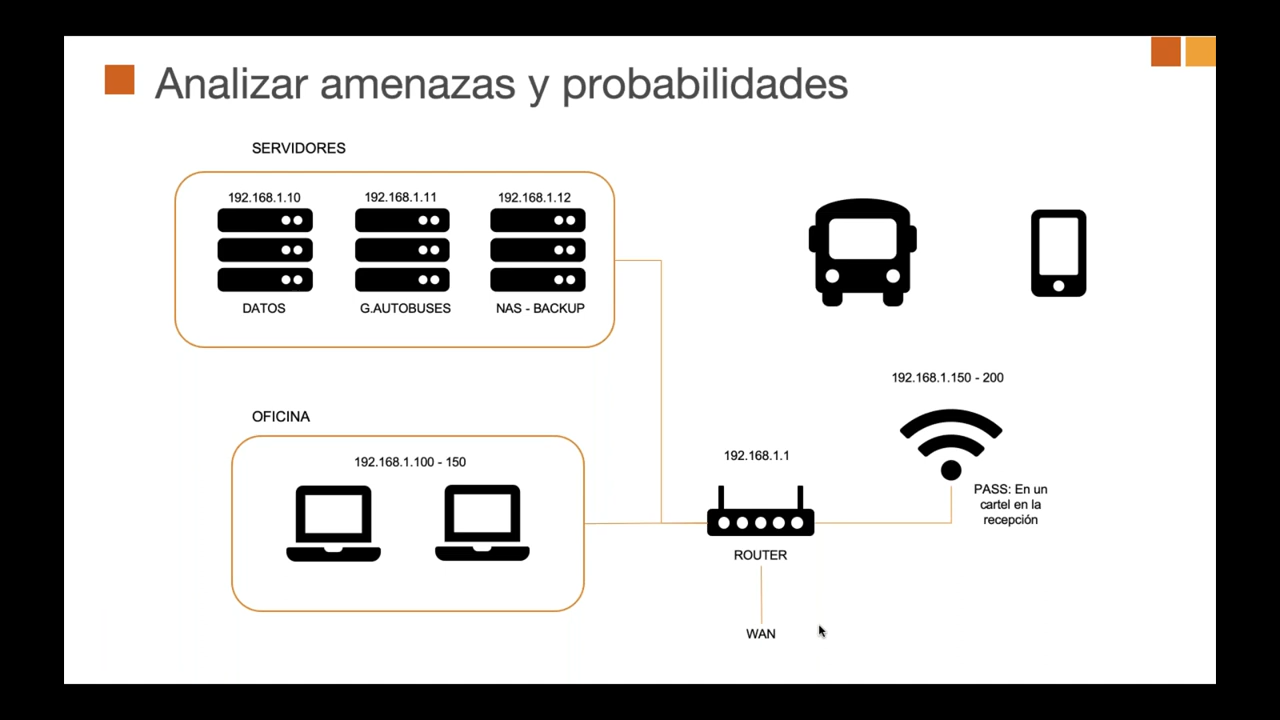 Analizar amenazas y probabilidades
SERVIDORES
192.168.1.10
192.168.1.11
192.168.1.12
DATOS
G.AUTOBUSES
NAS - BACKUP
192.168.1.150 - 200
OFICINA
192.168.1.100 - 150
192.168.1.1
PASS: En un
cartel en la
recepción
ROUTER
WAN